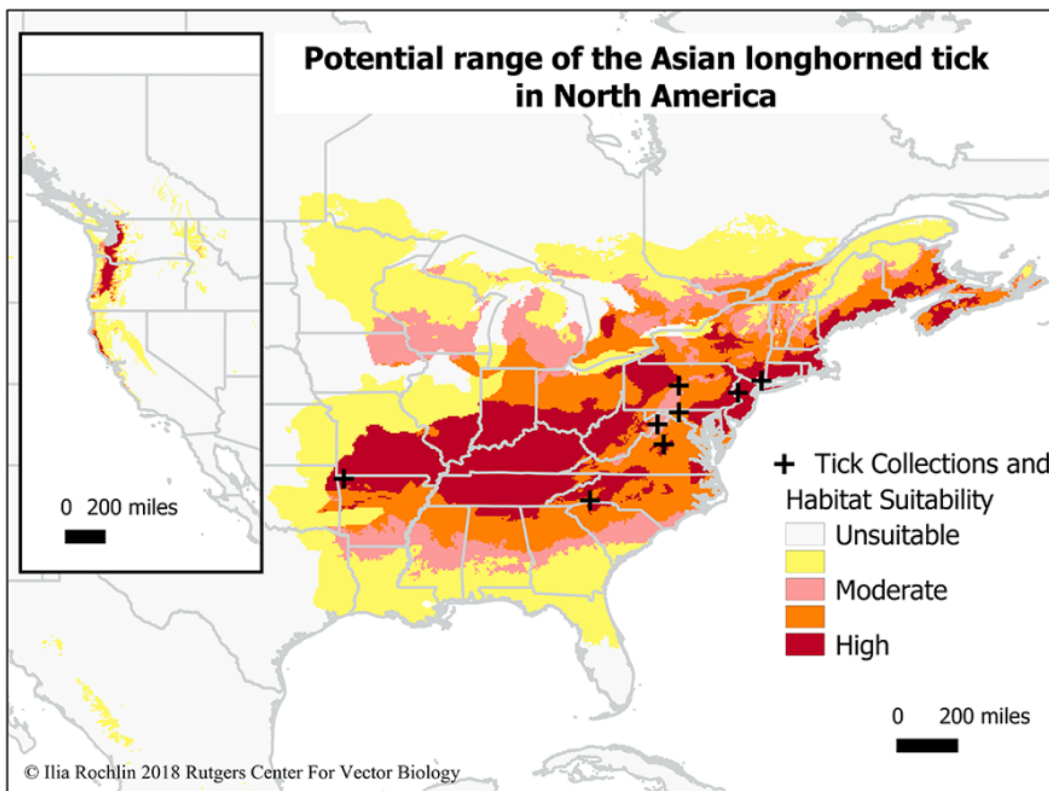 Potential range of the Asian longhorned tick
in North America
0 200 miles
Tick Collections and
Habitat Suitability
Unsuitable
Moderate
High
0 200 miles
© Ilia Rochlin 2018 Rutgers Center For Vector Biology